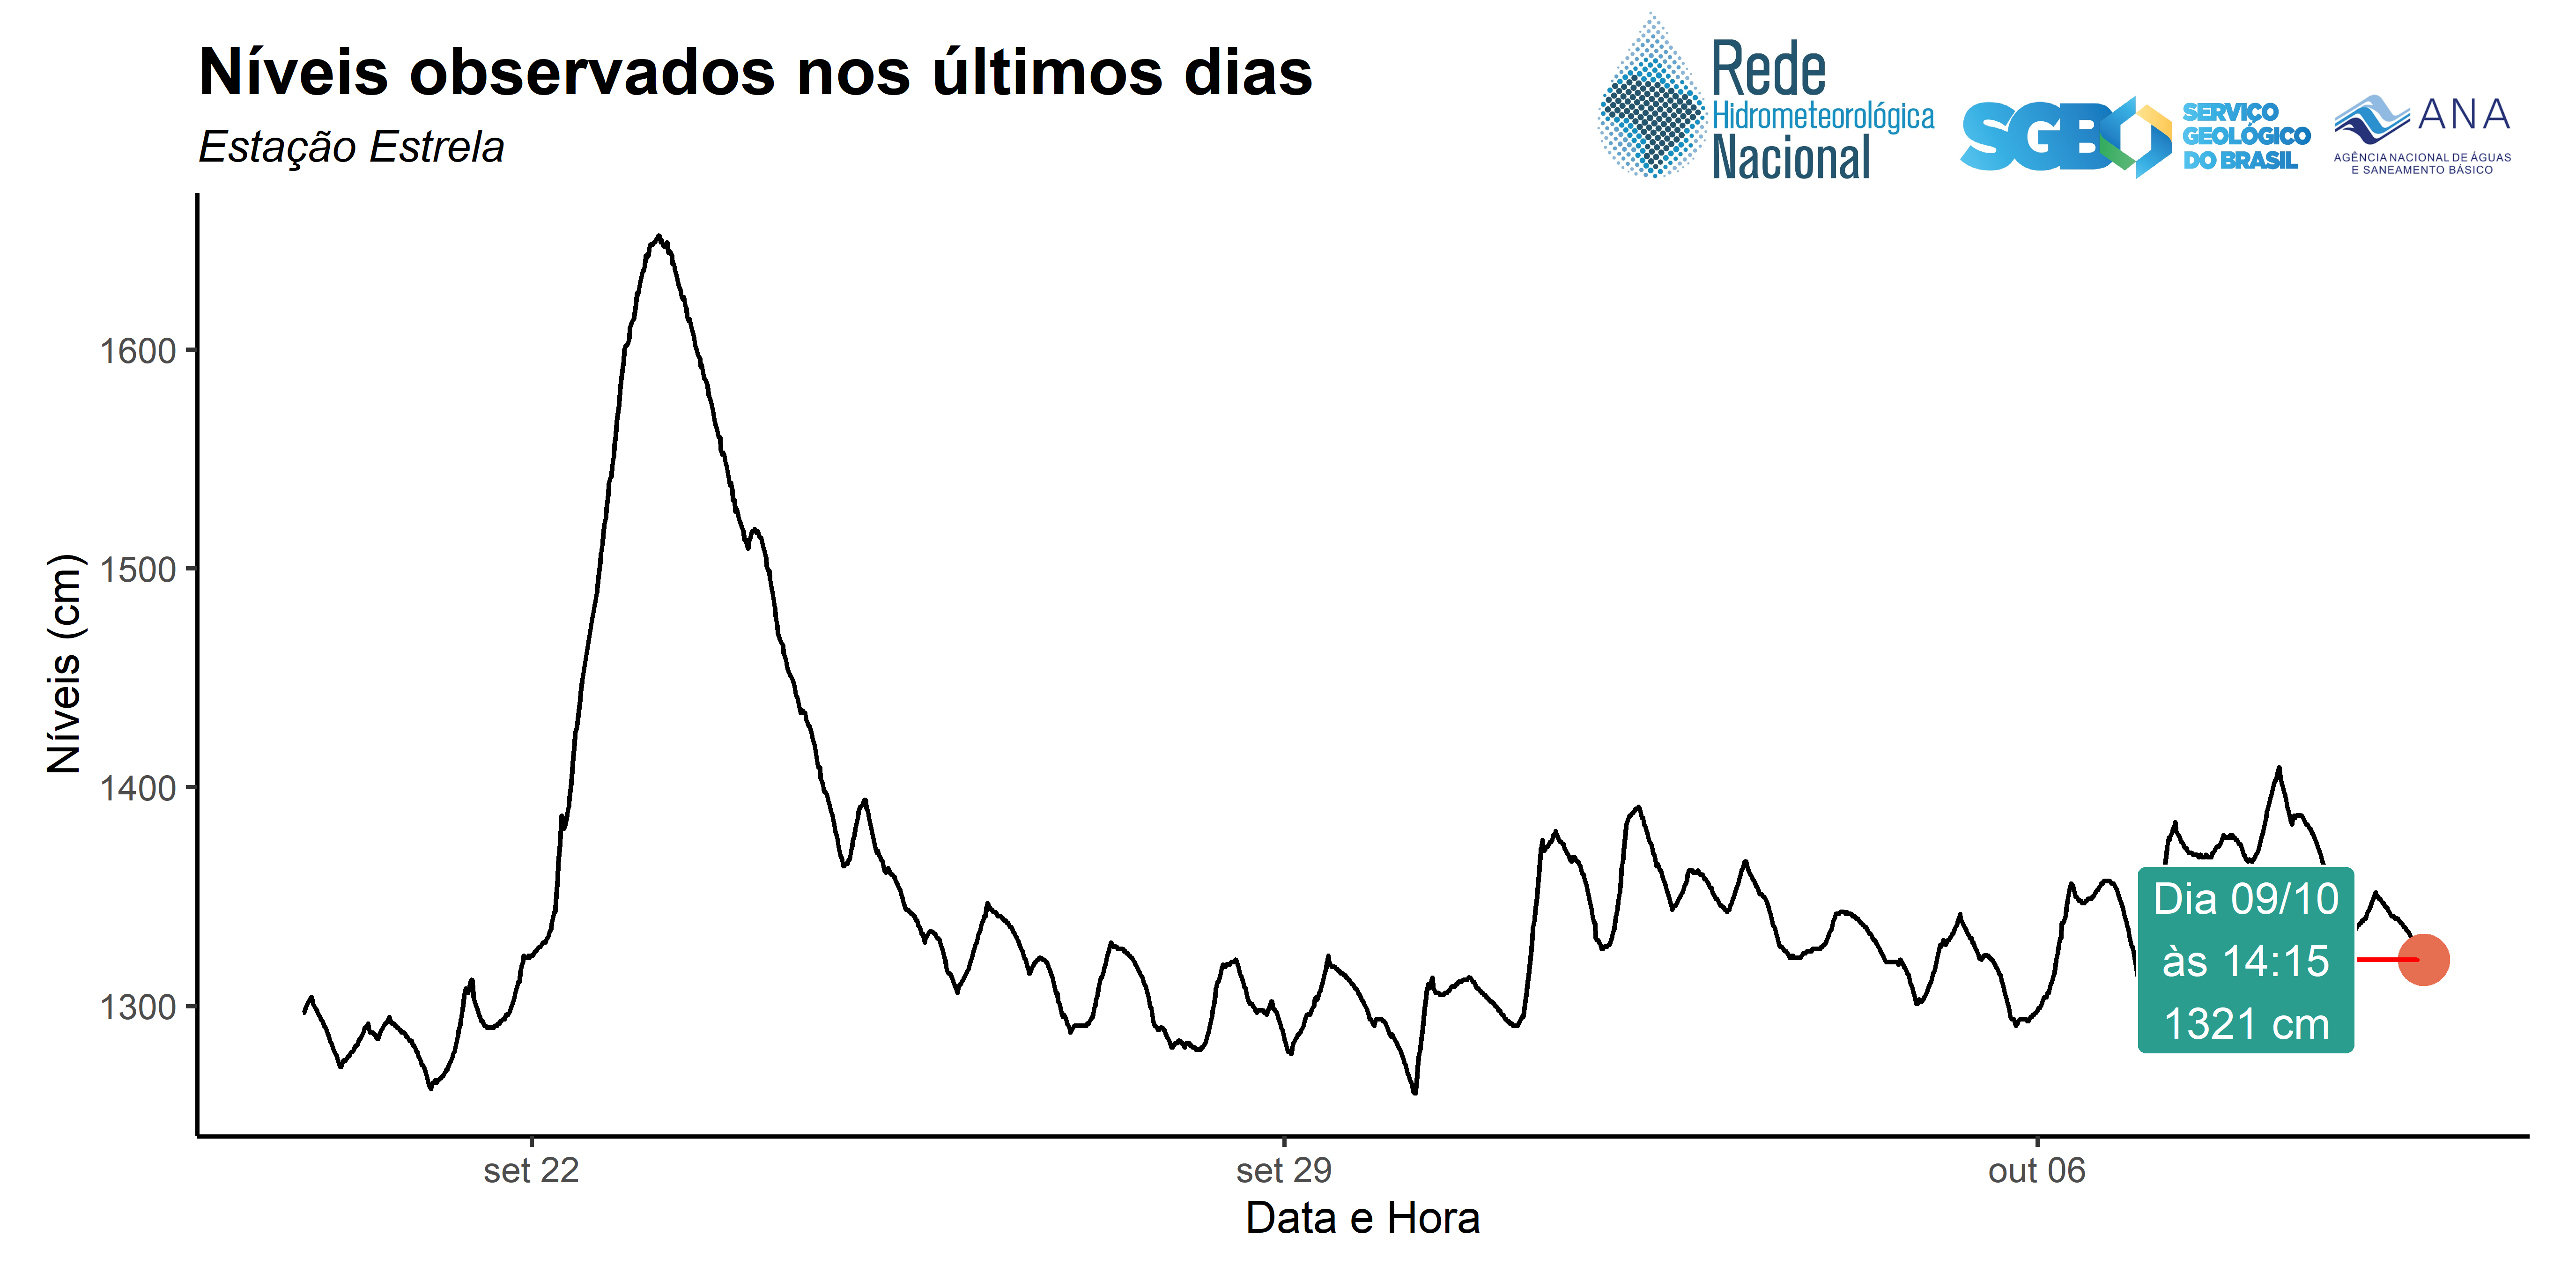 Níveis observados nos últimos dias
Estação Estrela
Rede
Hidrometeorológica
Nacional
SGB
SERVIÇO
GEOLÓGICO
DO BRASIL
ANA
AGÊNCIA NACIONAL DE ÁGUAS
E SANEAMENTO BÁSICO
Níveis (cm)
1600
1500
1400
1300
Dia 09/10
às 14:15
1321 cm
set 22
set 29
out 06
Data e Hora